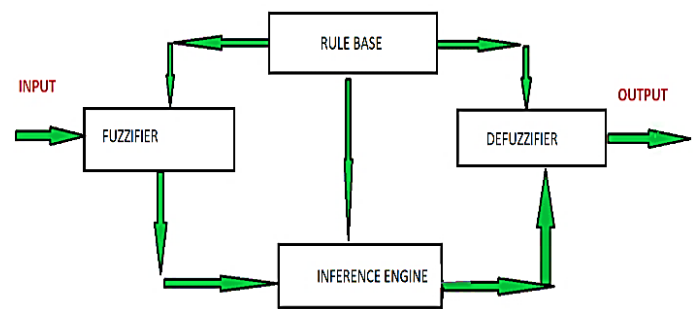 RULE BASE
INPUT
OUTPUT
FUZZIFIER
DEFUZZIFIER
INFERENCE ENGINE